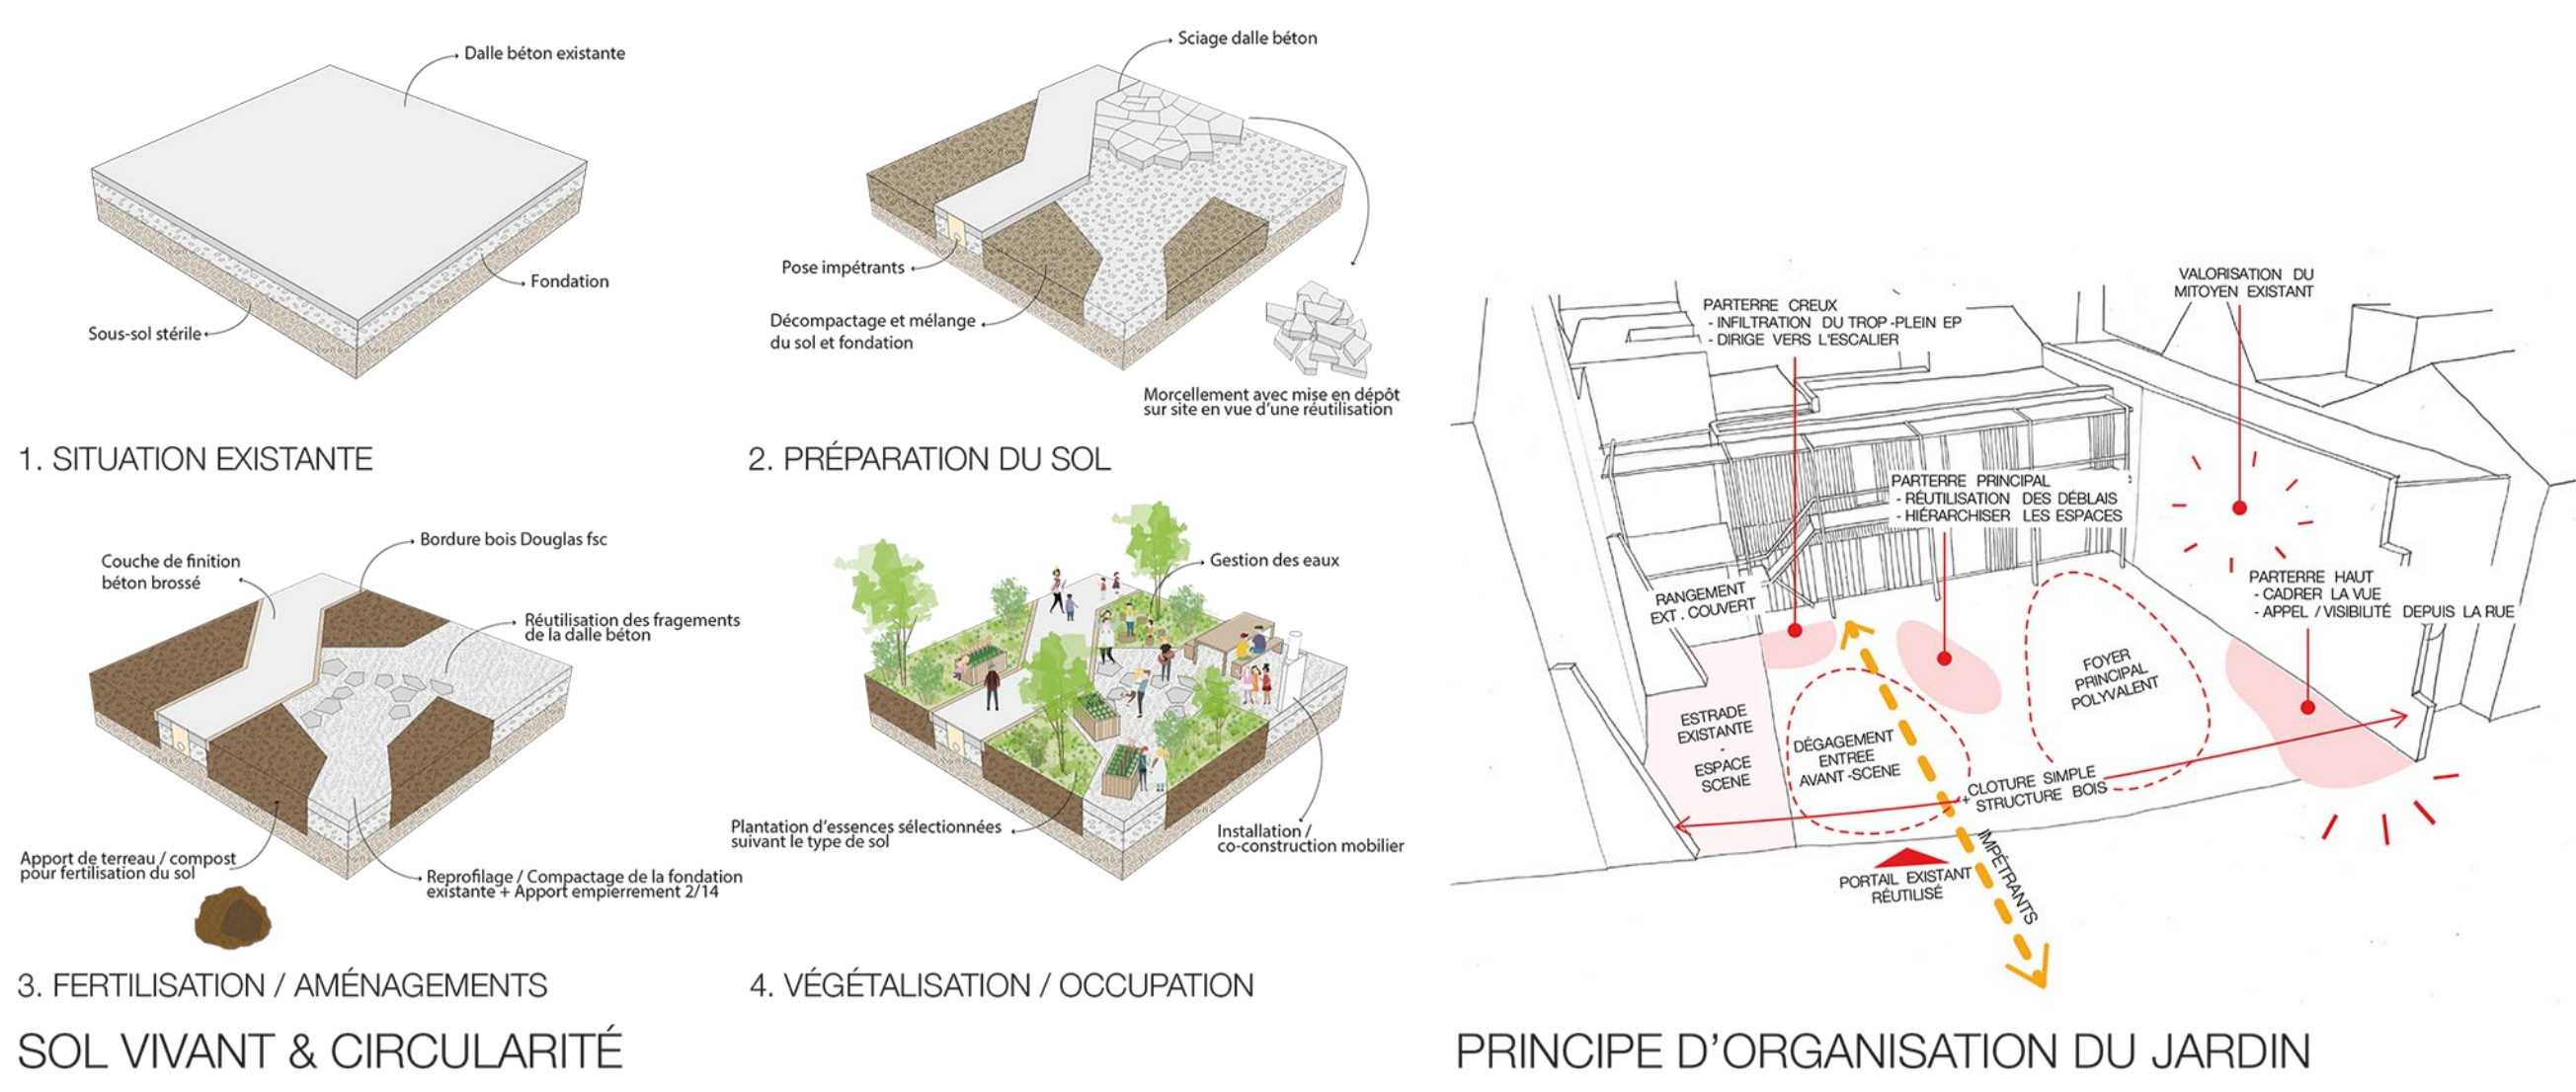 Dalle béton existante
Fondation
Sous-sol stérile
1. SITUATION EXISTANTE
Sciage dalle béton
Pose impétrants
Décompactage et mélange
du sol et fondation
Morcellement avec mise en dépôt
sur site en vue d'une réutilisation
2. PRÉPARATION DU SOL
Bordure bois Douglas fsc
Couche de finition
béton brossé
Réutilisation des fragements
de la dalle béton
Apport de terreau / compost
pour fertilisation du sol
Reprofilage / Compactage de la fondation
existante + Apport empierrement 2/14
3. FERTILISATION / AMÉNAGEMENTS
Gestion des eaux
Plantation d'essences sélectionnées
suivant le type de sol
Installation /
co-construction mobilier
4. VÉGÉTALISATION / OCCUPATION
SOL VIVANT & CIRCULARITÉ
VALORISATION DU
MITOYEN EXISTANT
PARTERRE CREUX
- INFILTRATION DU TROP-PLEIN EP
- DIRIGE VERS L'ESCALIER
PARTERRE PRINCIPAL
- RÉUTILISATION DES DÉBLAIS
- HIÉRARCHISER LES ESPACES
PARTERRE HAUT
- CADRER LA VUE
- APPEL / VISIBILITÉ DEPUIS LA RUE
RANGEMENT
EXT. COUVERT
ESTRADE
EXISTANTE
-
ESPACE
SCENE
DÉGAGEMENT
ENTREE
AVANT-SCENE
FOYER
PRINCIPAL
POLYVALENT
CLOTURE SIMPLE
+ STRUCTURE BOIS
IMPÉTRANTS
PORTAIL EXISTANT
RÉUTILISÉ
PRINCIPE D'ORGANISATION DU JARDIN